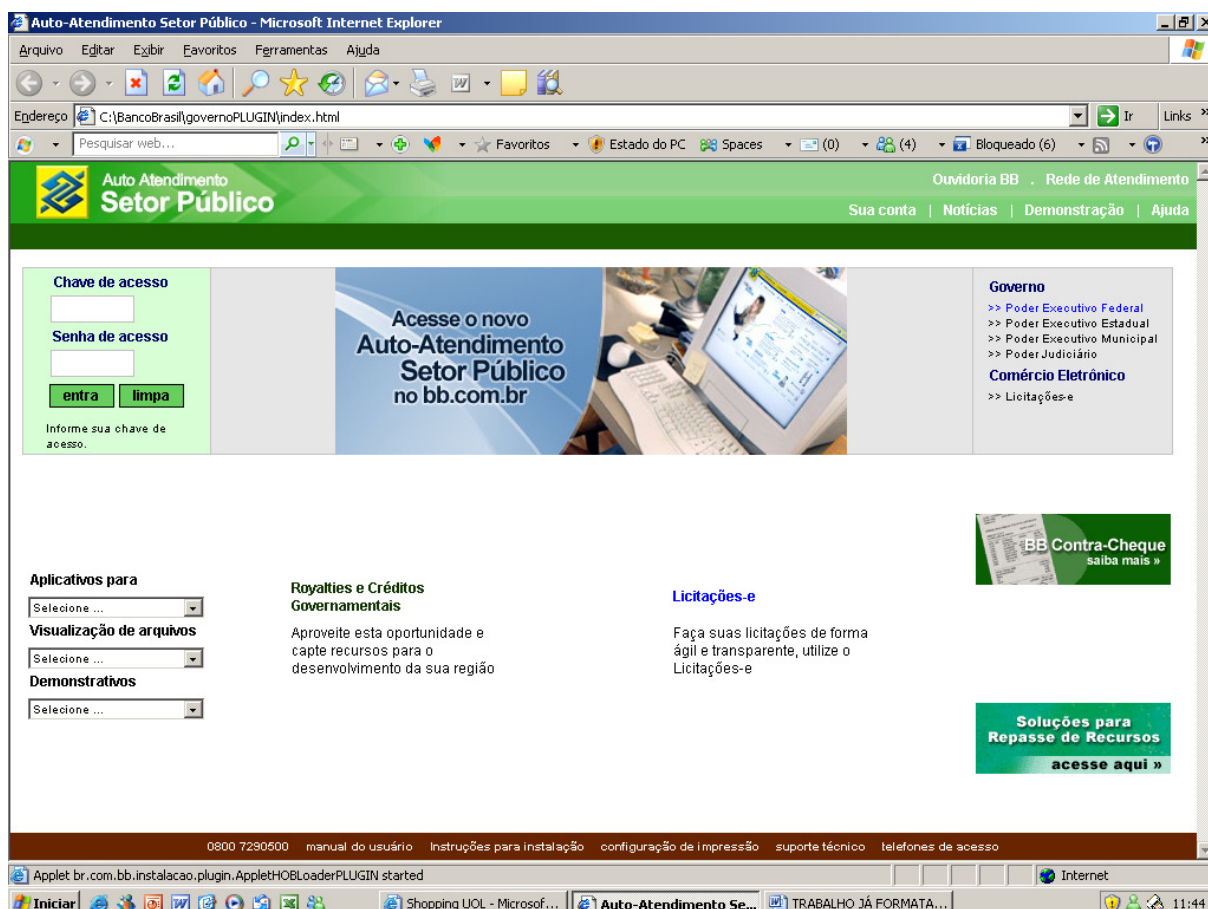 Auto-Atendimento Setor Público - Microsoft Internet Explorer
Arquivo Editar Exibir Favoritos Ferramentas Ajuda
Endereço C:\BancoBrasil\governoPLUGIN\index.html Ir Links »
Pesquisar web... Favoritos Estado do PC Spaces (0) (4) Bloqueado (6) »
Auto Atendimento
Setor Público
Ouvidoria BB . Rede de Atendimento
Sua conta | Notícias | Demonstração | Ajuda
Chave de acesso
Senha de acesso
entra limpa
Informe sua chave de
acesso.
Acesse o novo
Auto-Atendimento
Setor Público
no bb.com.br
Governo
>> Poder Executivo Federal
>> Poder Executivo Estadual
>> Poder Executivo Municipal
>> Poder Judiciário
Comércio Eletrônico
>> Licitações-e
BB Contra-Cheque
saiba mais »
Aplicativos para
Selecione ...
Visualização de arquivos
Selecione ...
Demonstrativos
Selecione ...
Royalties e Créditos
Governamentais
Aproveite esta oportunidade e
capte recursos para o
desenvolvimento da sua região
Licitações-e
Faça suas licitações de forma
ágil e transparente, utilize o
Licitações-e
Soluções para
Repasse de Recursos
acesse aqui »
0800 7290500 manual do usuário Instruções para instalação configuração de impressão suporte técnico telefones de acesso
Applet br.com.bb.instalacao.plugin.AppletHOBLoaderPLUGIN started Internet
Iniciar Shopping UOL - Microsof... Auto-Atendimento Se... TRABALHO JÁ FORMATA... 11:44